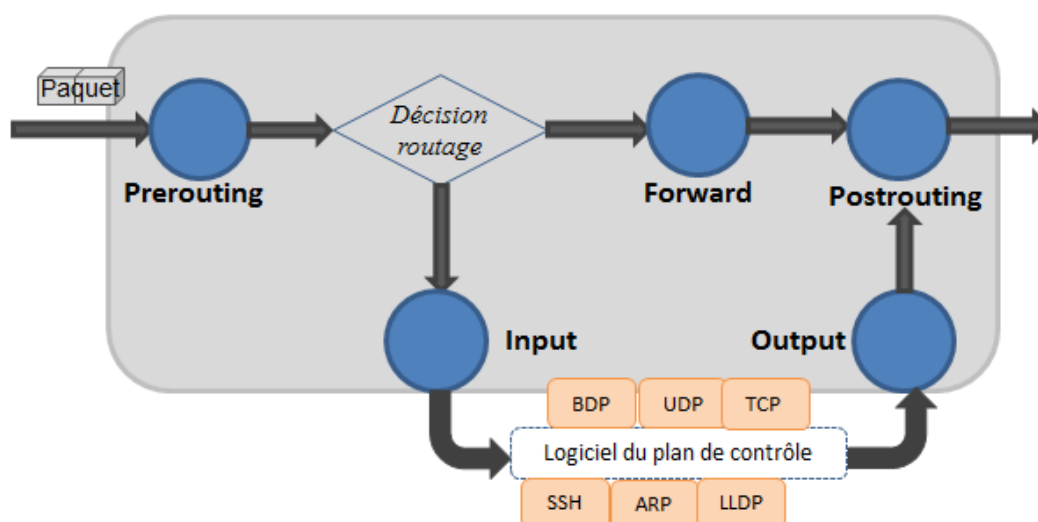 Paquet
Décision
routage
Prerouting
Forward
Postrouting
Input
Output
BDP
UDP
TCP
Logiciel du plan de contrôle
SSH
ARP
LLDP